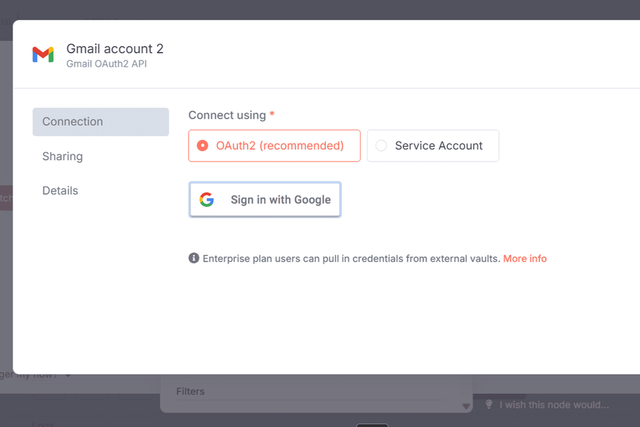 Gmail account 2
Gmail OAuth2 API
Connection
Sharing
Details
Connect using *
OAuth2 (recommended)
Service Account
Sign in with Google
Enterprise plan users can pull in credentials from external vaults. More info
Filters
I wish this node would...